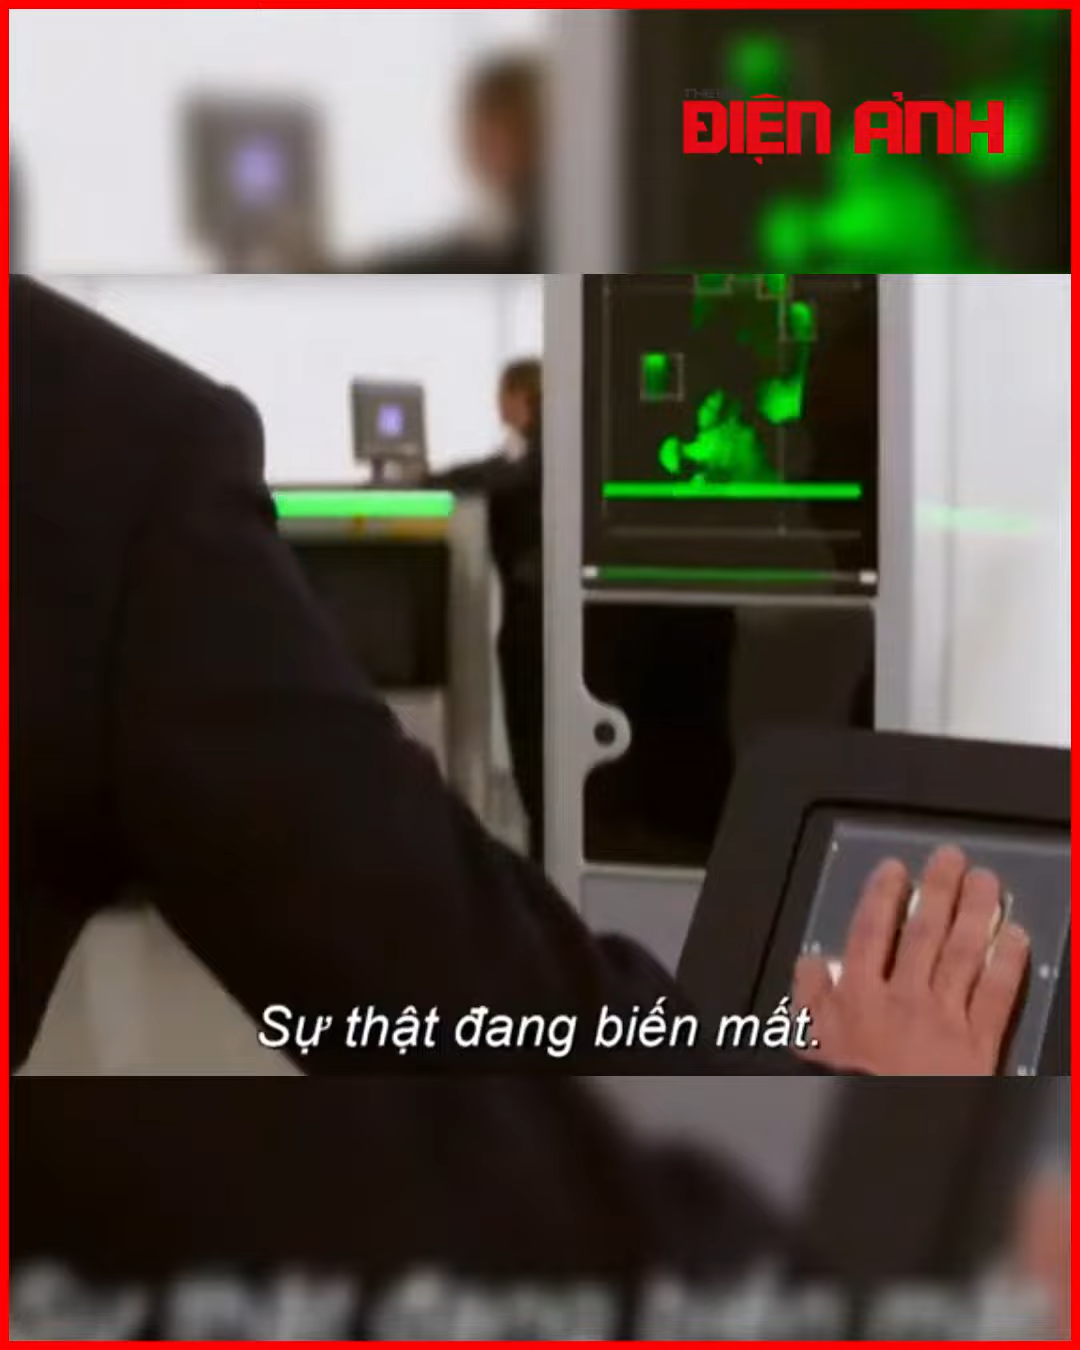 ĐIỆN ẢNH
Sự thật đang biến mất.